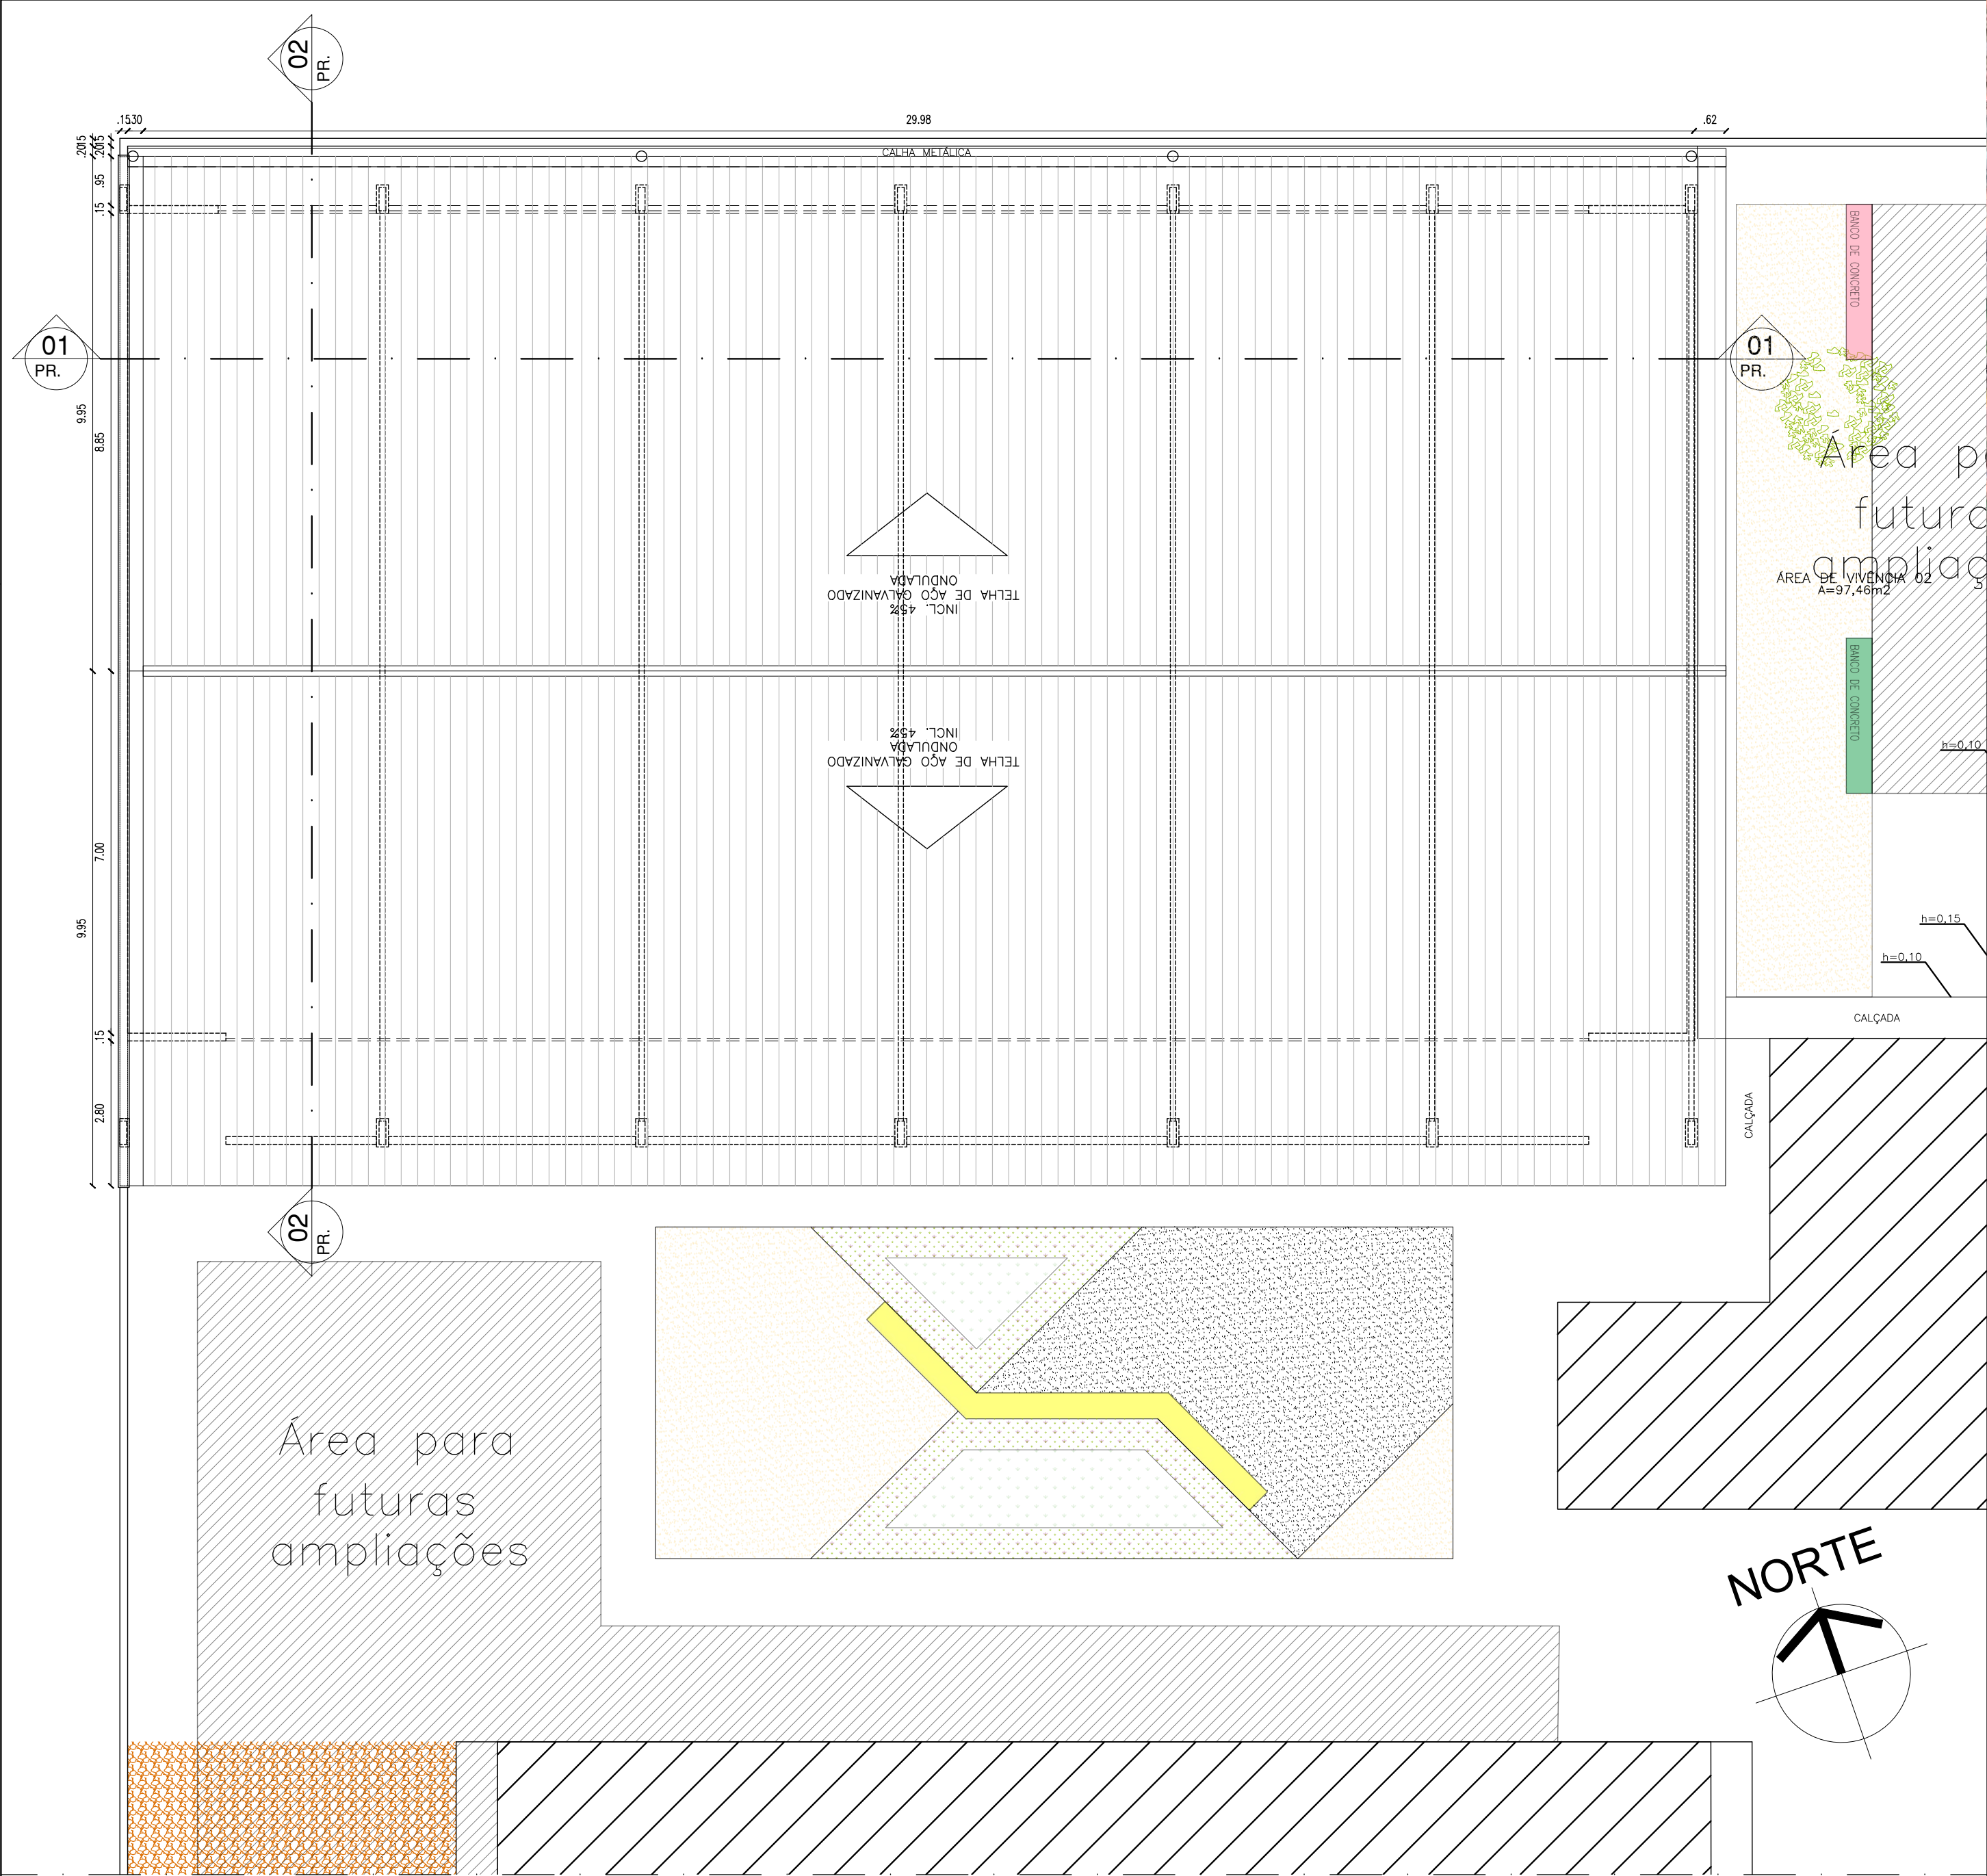 02
PR.
.15
30
29.98
.62
.20
15
.20
15
CALHA METÁLICA
.95
.15
BANCO DE CONCRETO
01
PR.
01
PR.
9.95
8.85
Área pa
futura
ampliaç
ÁREA DE VIVÊNCIA 02
A=97,46m2
ONDULADA
TELHA DE AÇO GALVANIZADO
INCL. 45%
INCL. 45%
ONDULADA
TELHA DE AÇO GALVANIZADO
BANCO DE CONCRETO
h=0,10
7.00
9.95
h=0,15
h=0,10
CALÇADA
.15
2.80
CALÇADA
02
PR.
Área para
futuras
ampliações
NORTE